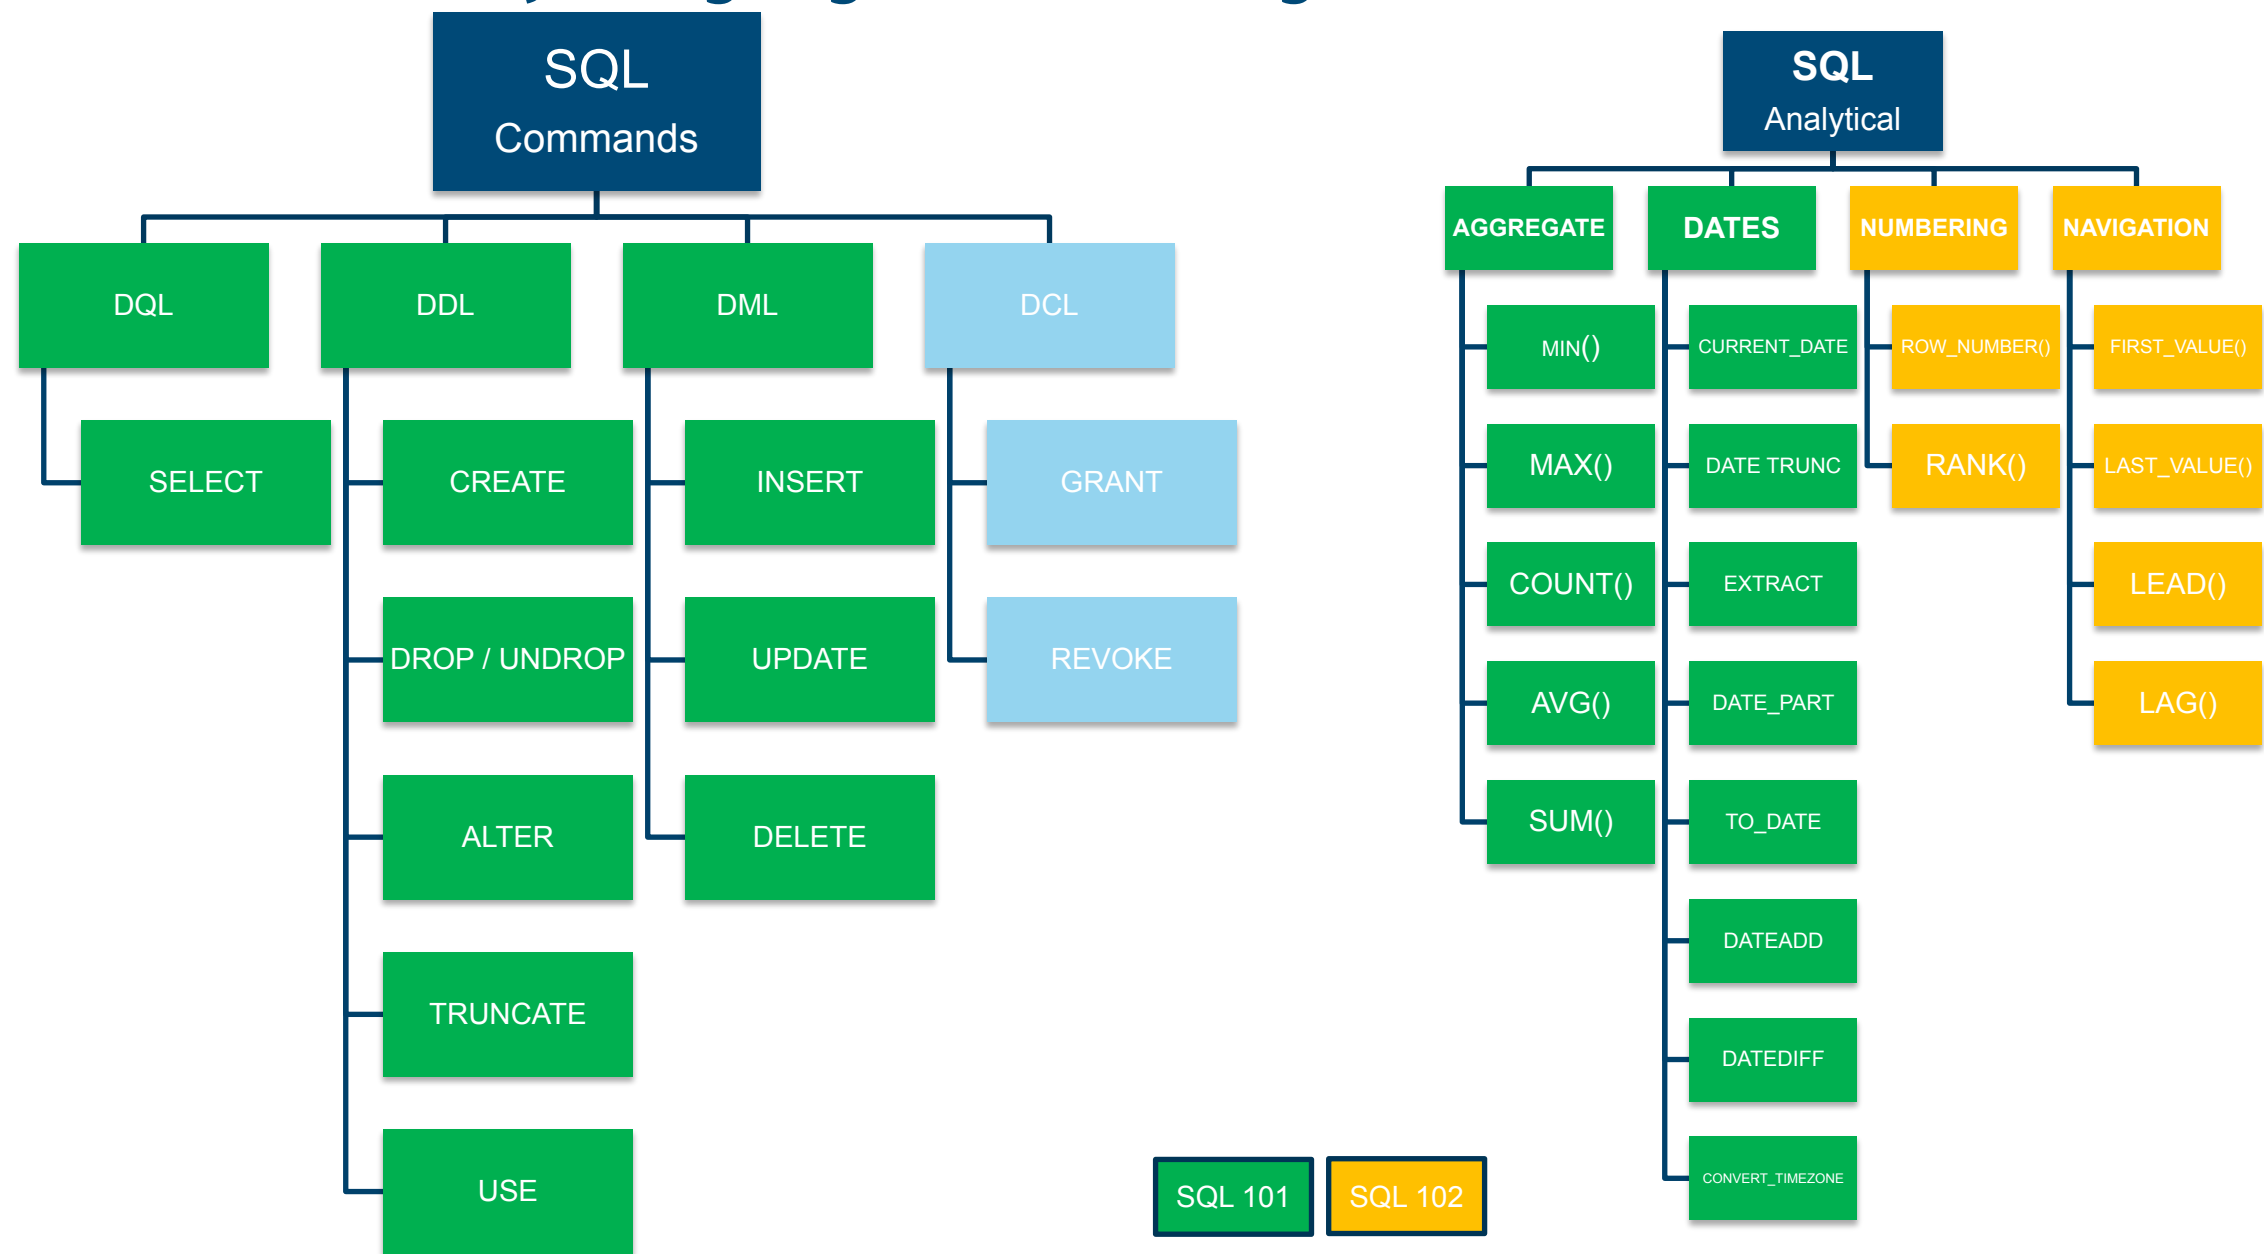 SQL
Commands
DQL
SELECT
DDL
CREATE
DROP / UNDROP
ALTER
TRUNCATE
USE
DML
INSERT
UPDATE
DELETE
DCL
GRANT
REVOKE
SQL
Analytical
AGGREGATE
MIN()
MAX()
COUNT()
AVG()
SUM()
DATES
CURRENT_DATE
DATE TRUNC
EXTRACT
DATE_PART
TO_DATE
DATEADD
DATEDIFF
CONVERT_TIMEZONE
NUMBERING
ROW_NUMBER()
RANK()
NAVIGATION
FIRST_VALUE()
LAST_VALUE()
LEAD()
LAG()
SQL 101
SQL 102